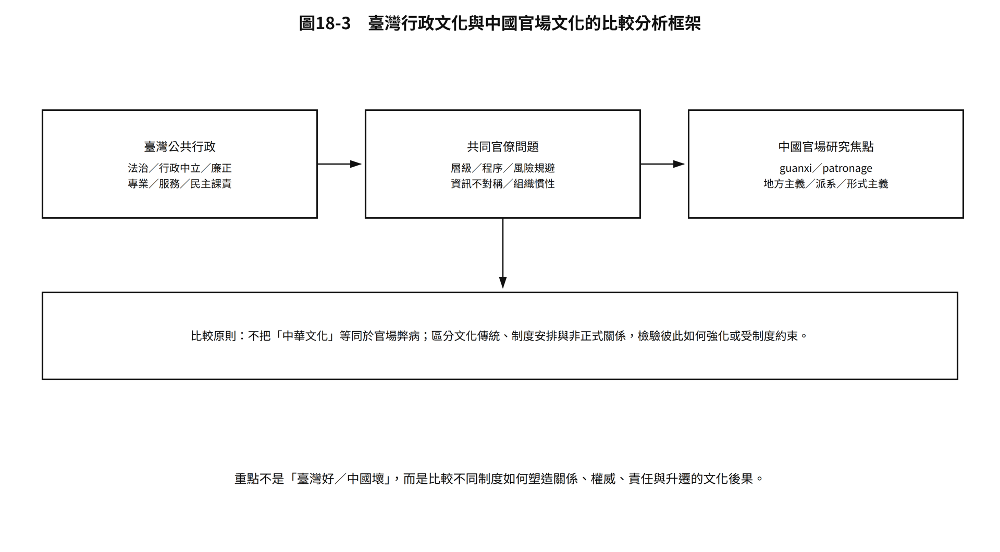 圖18-3　臺灣行政文化與中國官場文化的比較分析框架
臺灣公共行政
法治／行政中立／廉正
專業／服務／民主課責
共同官僚問題
層級／程序／風險規避
資訊不對稱／組織慣性
中國官場研究焦點
guanxi／patronage
地方主義／派系／形式主義
比較原則：不把「中華文化」等同於官場弊病；區分文化傳統、制度安排與非正式關係，檢驗彼此如何強化或受制度約束。
重點不是「臺灣好／中國壞」，而是比較不同制度如何塑造關係、權威、責任與升遷的文化後果。